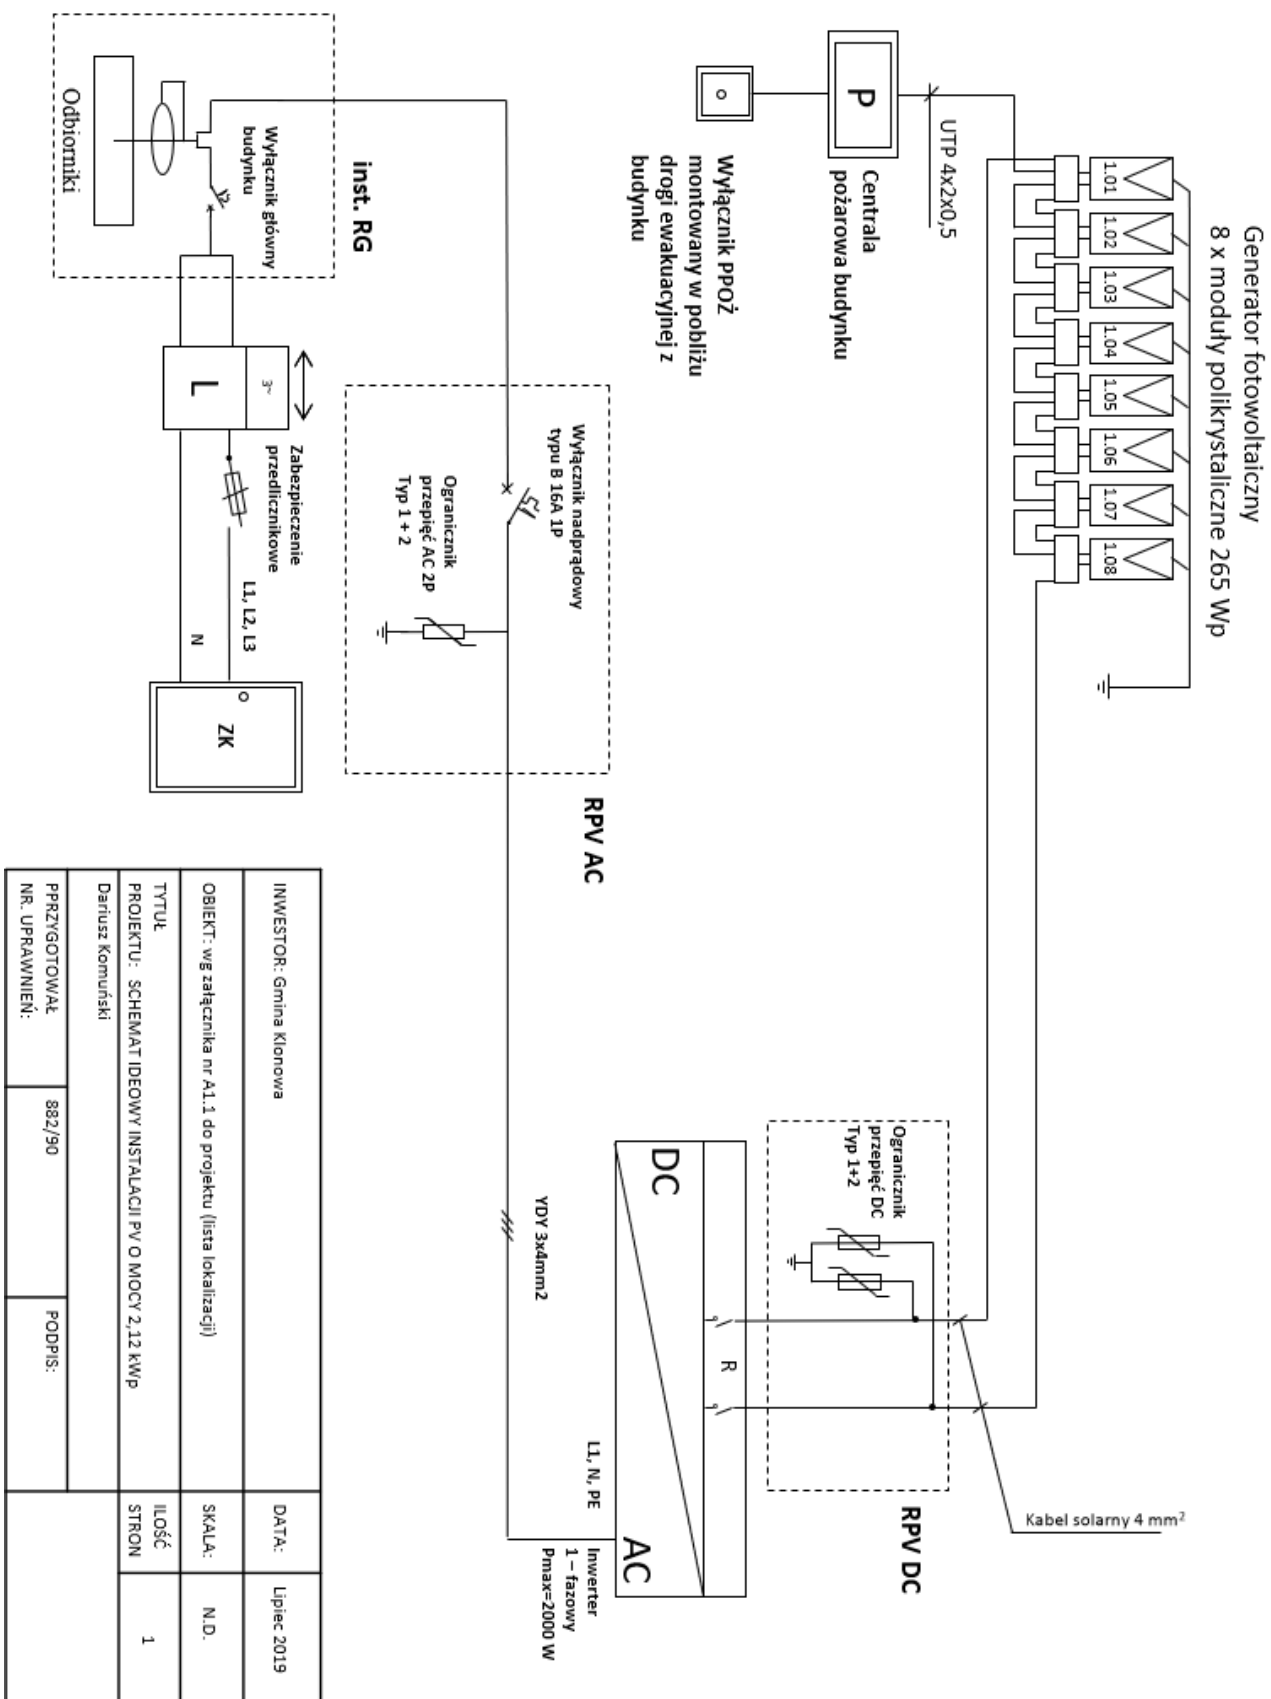 Generator fotowoltaiczny
8 x moduły polikrystaliczne 265 Wp
1.01
1.02
1.03
1.04
1.05
1.06
1.07
1.08
UTP 4x2x0,5
P
Centrala
pożarowa budynku
Wyłącznik PPOŻ
montowany w pobliżu
drogi ewakuacyjnej z
budynku
Kabel solarny 4 mm²
RPV DC
Ogranicznik
przepięć DC
Typ 1+2
R
DC
AC
L1, N, PE
Inwerter
1 – fazowy
Pmax=2000 W
YDY 3x4mm2
RPV AC
Wyłącznik nadprądowy
typu B 16A 1P
Ogranicznik
przepięć AC 2P
Typ 1 + 2
inst. RG
Wyłącznik główny
budynku
Odbiorniki
3~
L
Zabezpieczenie
przedlicznikowe
L1, L2, L3
N
ZK
INWESTOR: Gmina Klonowa
DATA:
Lipiec 2019
OBIEKT: wg załącznika nr A1.1 do projektu (lista lokalizacji)
SKALA:
N.D.
TYTUŁ
PROJEKTU: SCHEMAT IDEOWY INSTALACJI PV O MOCY 2,12 kWp
ILOŚĆ
STRON
1
Dariusz Komuński
PPRZYGOTOWAŁ
NR. UPRAWNIEŃ:
882/90
PODPIS: